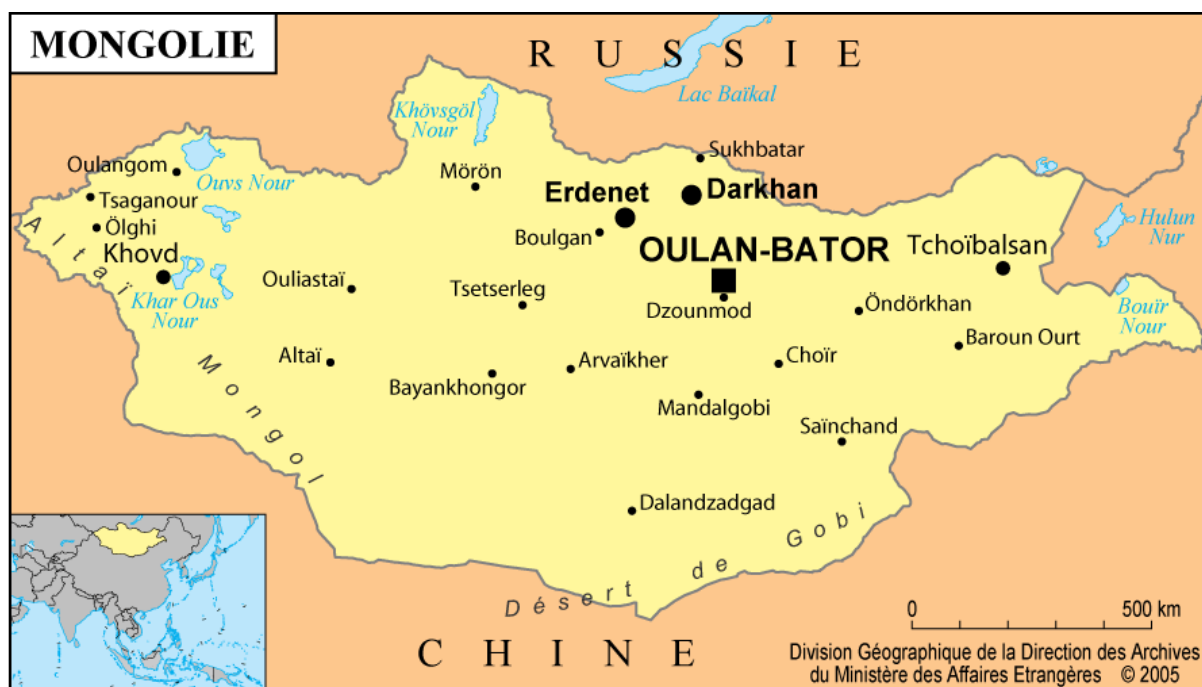 MONGOLIE
R U S S I E
Lac Baïkal
Khövsgöl
Nour
Sukhbatar
Oulangom
Ouvs Nour
Mörön
Erdenet
Darkhan
Tsaganour
Ölghi
Boulgan
Hulun
Nur
Khovd
OULAN-BATOR
Tchoïbalsan
Khar Ous
Nour
Ouliastaï
Tsetserleg
Dzounmod
Öndörkhan
Bouïr
Nour
Baroun Ourt
Altaï
Bayankhongor
Arvaïkher
Choïr
Mandalgobi
Saïnchand
Altaï Mongol
Dalandzadgad
Désert de Gobi
C H I N E
0 500 km
Division Géographique de la Direction des Archives
du Ministère des Affaires Etrangères © 2005